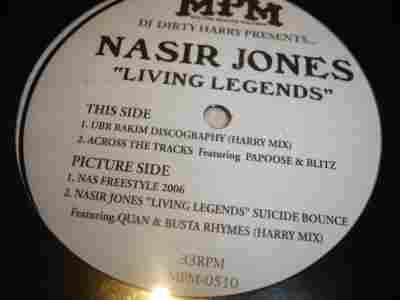 MPM
DJ DIRTY HARRY PRESENTS...
NASIR JONES
"LIVING LEGENDS"
THIS SIDE
1. UBR RAKIM DISCOGRAPHY (HARRY MIX)
2. ACROSS THE TRACKS Featuring PAPOOSE & BLITZ
PICTURE SIDE
1. NAS FREESTYLE 2006
2. NASIR JONES "LIVING LEGENDS" SUICIDE BOUNCE
Featuring.QUAN & BUSTA RHYMES (HARRY MIX)
33RPM
MPM-0510